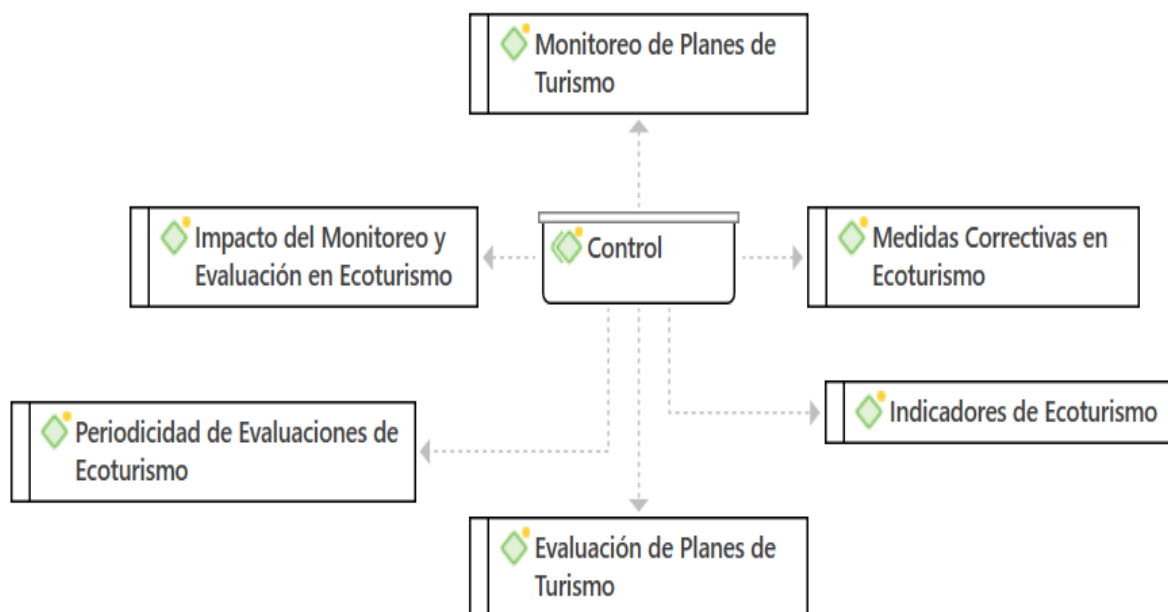 Monitoreo de Planes de
Turismo
Impacto del Monitoreo y
Evaluación en Ecoturismo
Control
Medidas Correctivas en
Ecoturismo
Periodicidad de Evaluaciones de
Ecoturismo
Indicadores de Ecoturismo
Evaluación de Planes de
Turismo